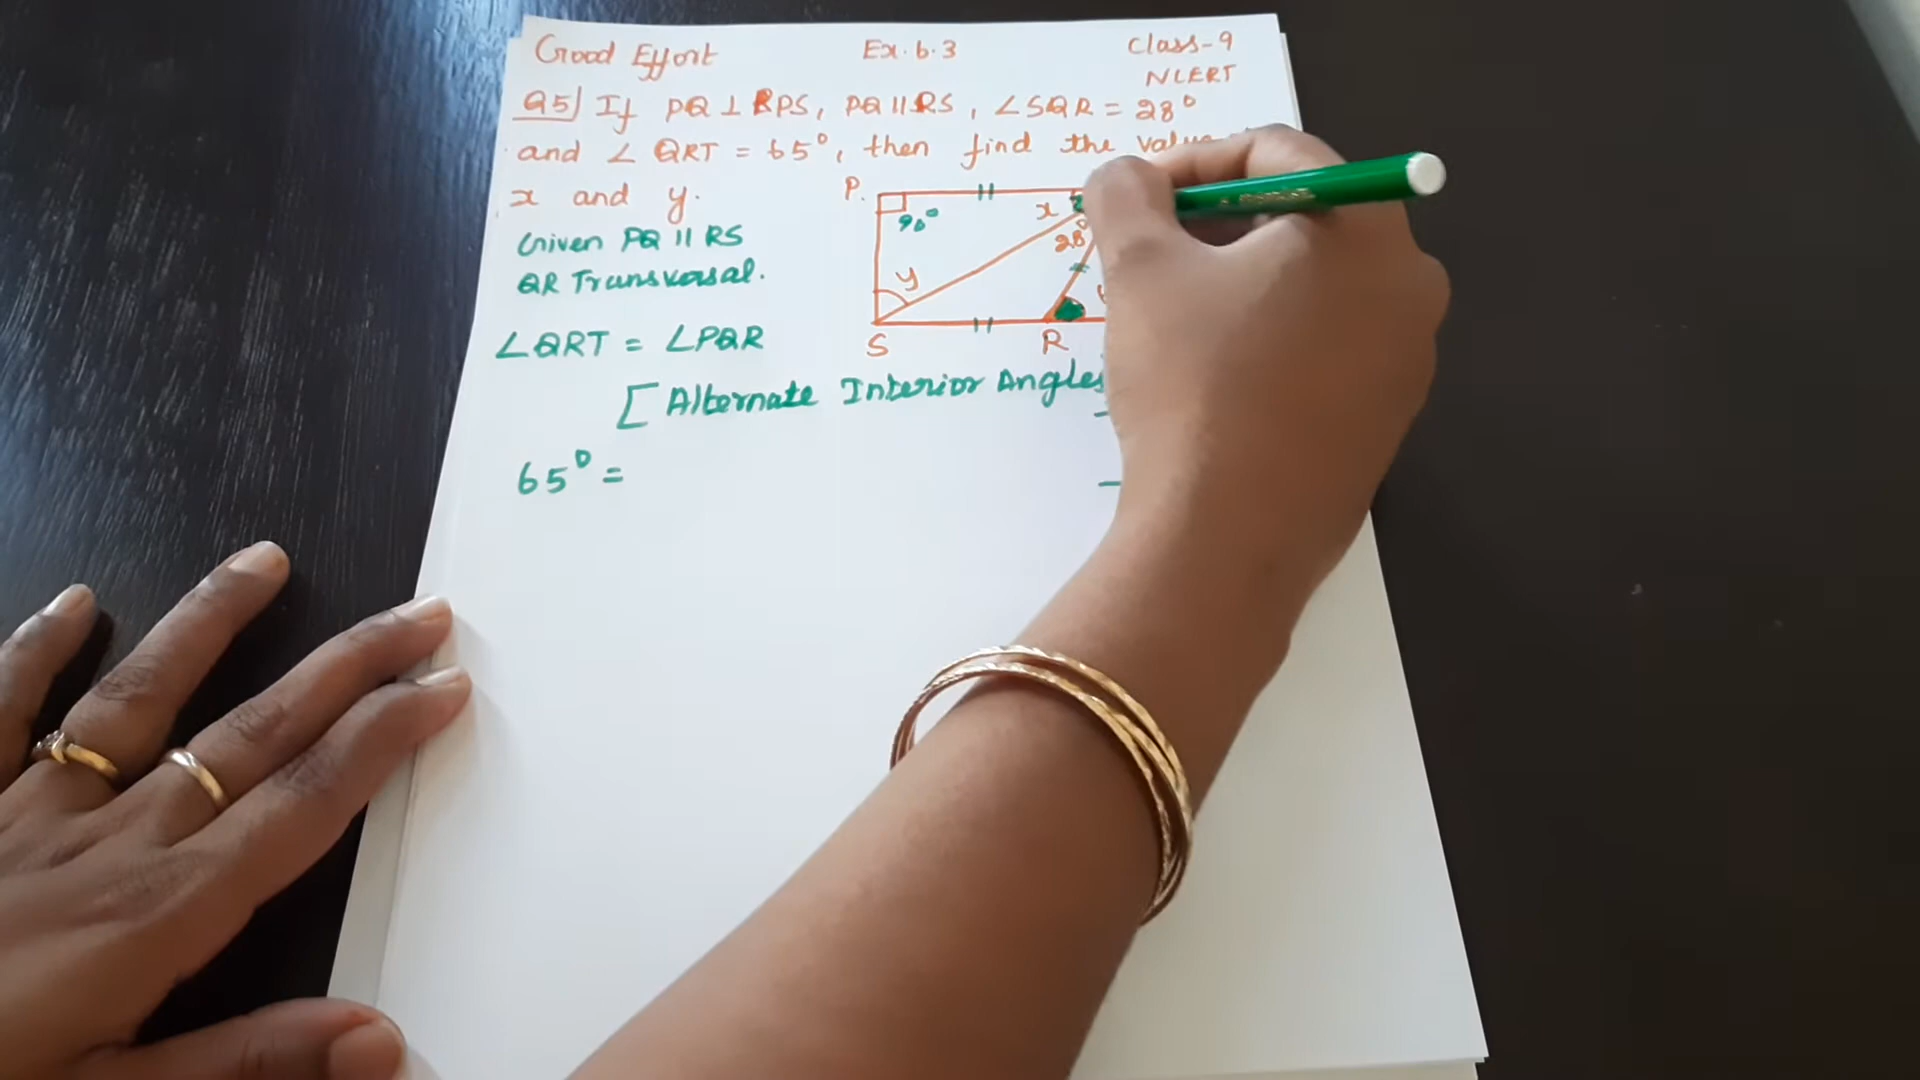 Good Effort Ex. 6.3 Class-9
NCERT
Q5) If PQ ⊥ PS, PQ || RS, ∠SQR = 28°
and ∠ QRT = 65°, then find the
x and y.
P.
90°
x
28°
y
S R
Given PQ || RS
QR Transversal.
∠QRT = ∠PQR
[Alternate Interior Angles
65° =